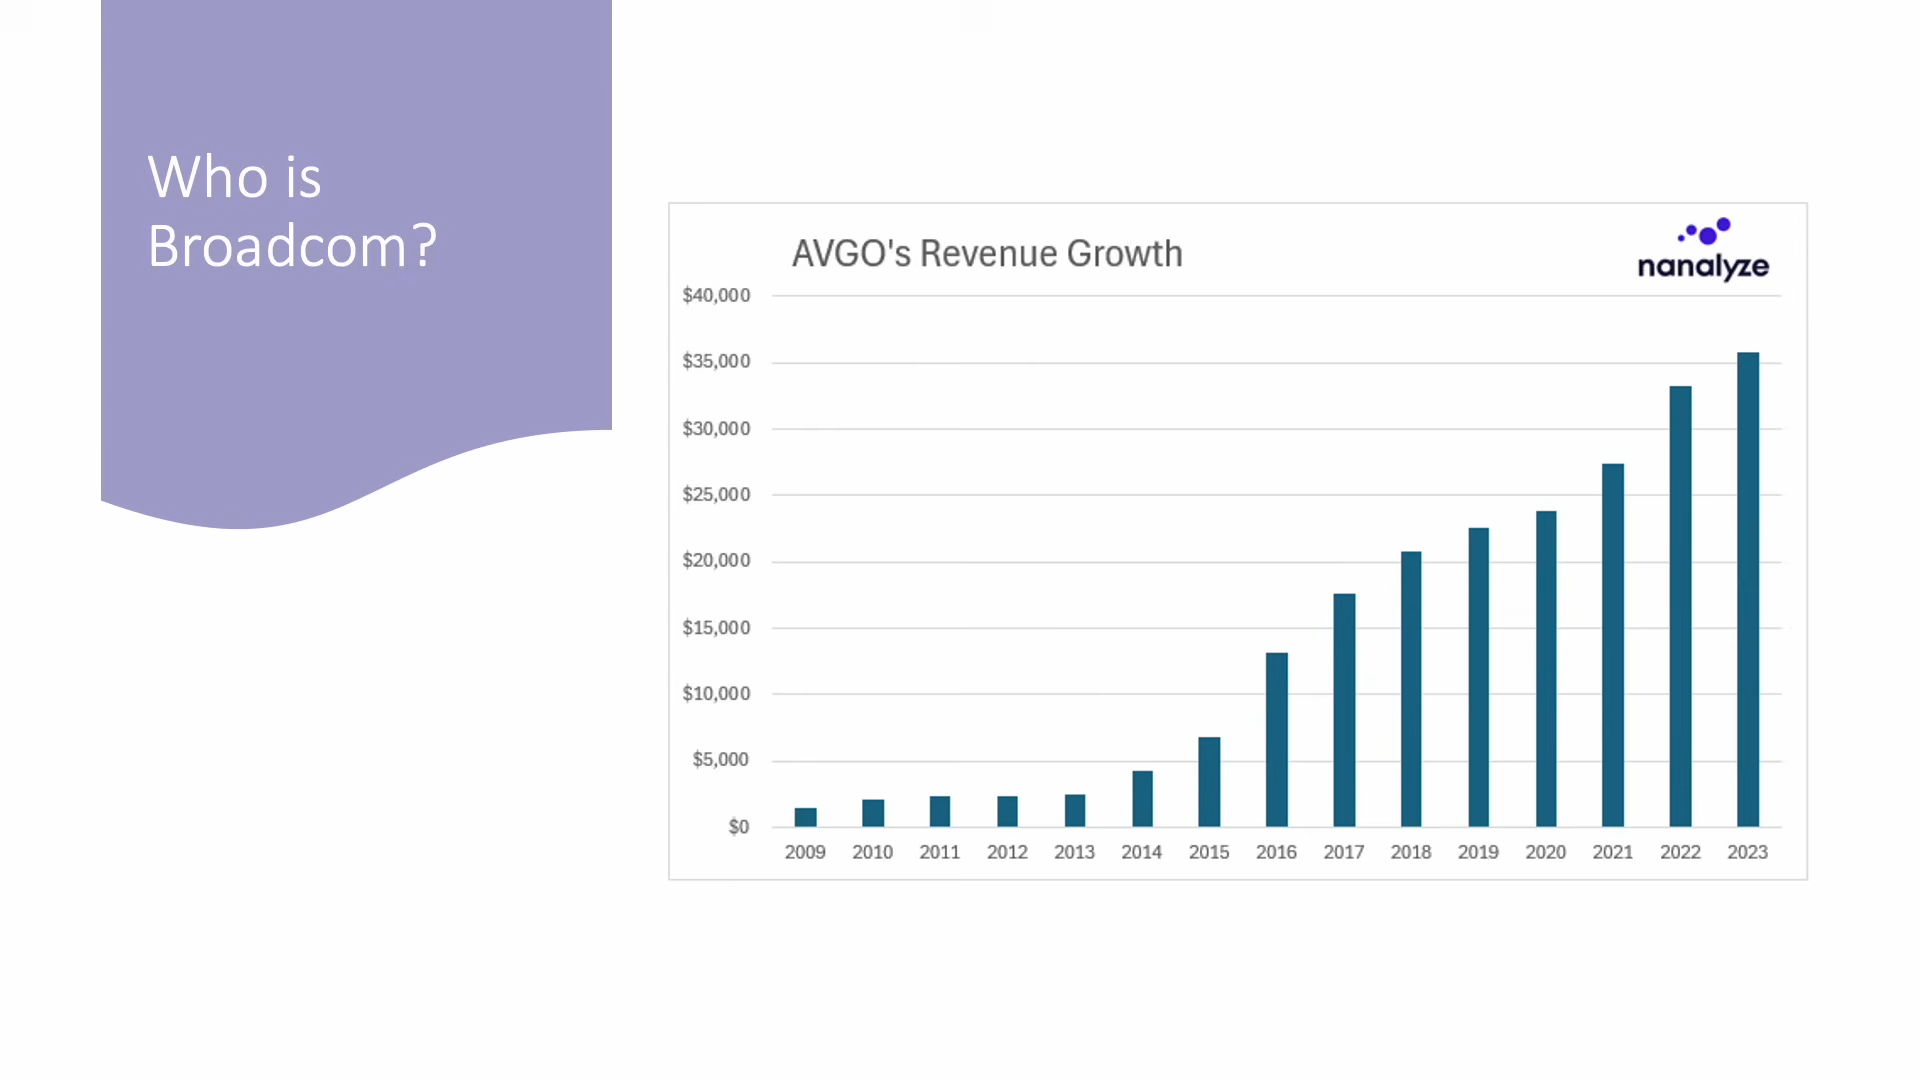 Who is
Broadcom?
AVGO's Revenue Growth
nanalyze
$40,000
$35,000
$30,000
$25,000
$20,000
$15,000
$10,000
$5,000
$0
2009 2010 2011 2012 2013 2014 2015 2016 2017 2018 2019 2020 2021 2022 2023